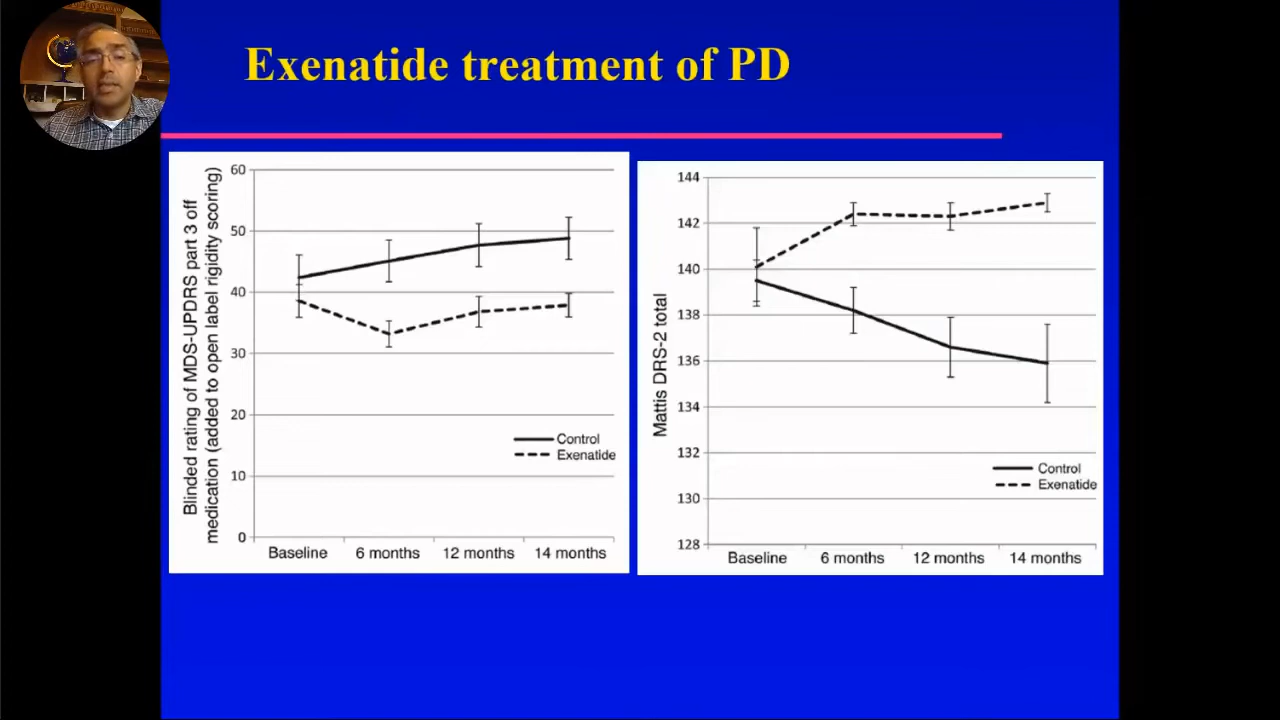 Exenatide treatment of PD
Blinded rating of MDS-UPDRS part 3 off
medication (added to open label rigidity scoring)
60
50
40
30
20
10
0
Baseline
6 months
12 months
14 months
Control
Exenatide
Mattis DRS-2 total
144
142
140
138
136
134
132
130
128
Baseline
6 months
12 months
14 months
Control
Exenatide